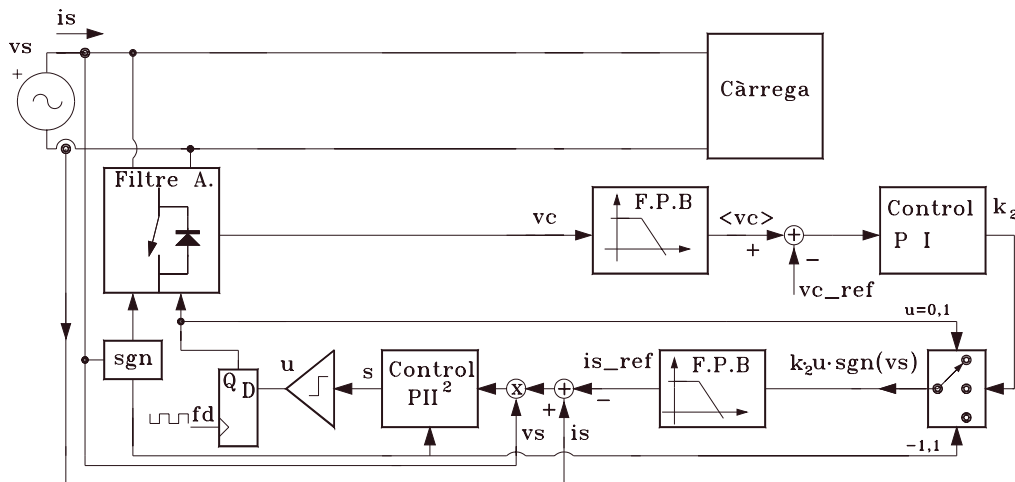 is
vs
+
Càrrega
Filtre A.
F.P.B
Control
P I
k₂
vc
<vc>
+
+
−
vc_ref
u=0,1
sgn
Q
D
u
s
Control
PII²
is_ref
F.P.B
k₂u·sgn(vs)
x
+
+
−
fd
vs
is
-1,1